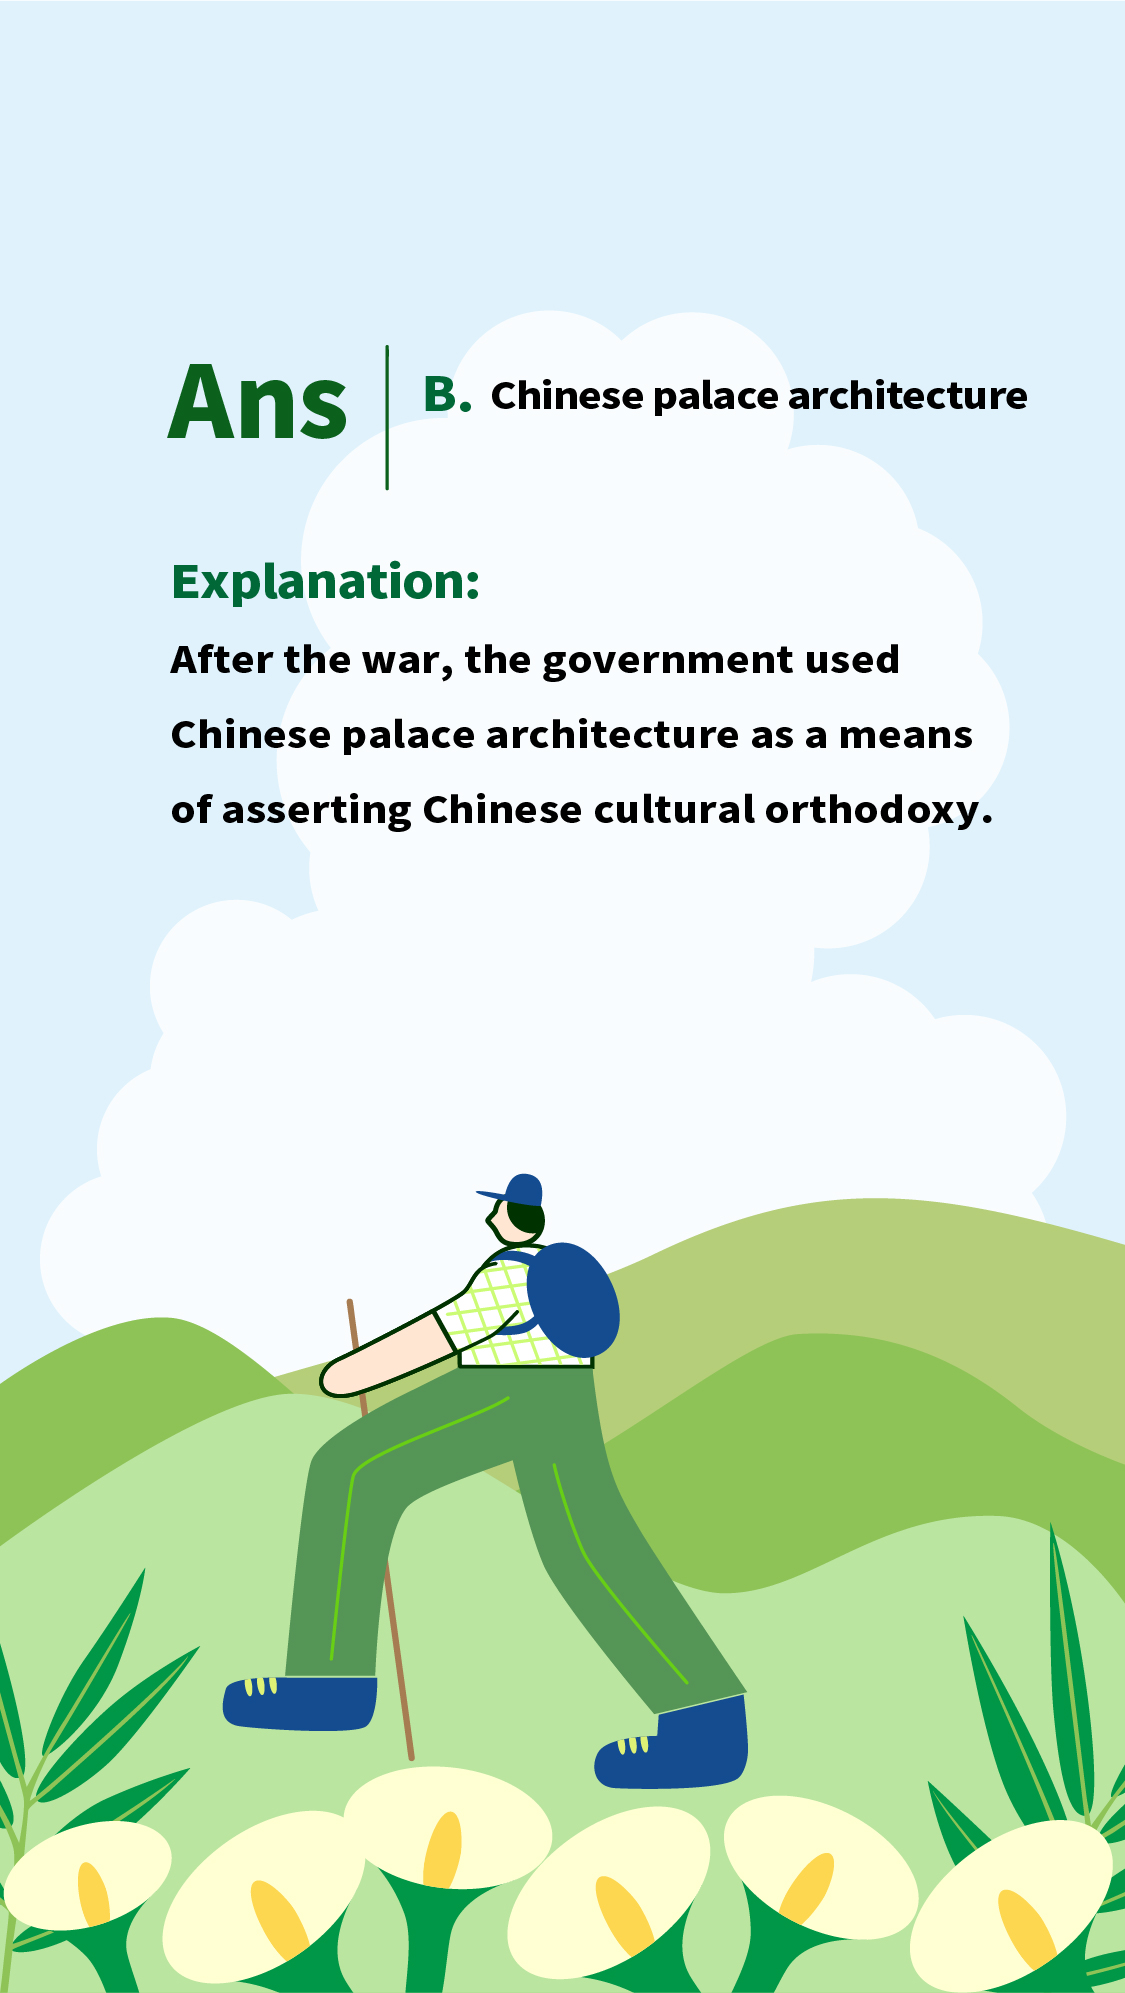 Ans
B. Chinese palace architecture
Explanation:
After the war, the government used
Chinese palace architecture as a means
of asserting Chinese cultural orthodoxy.